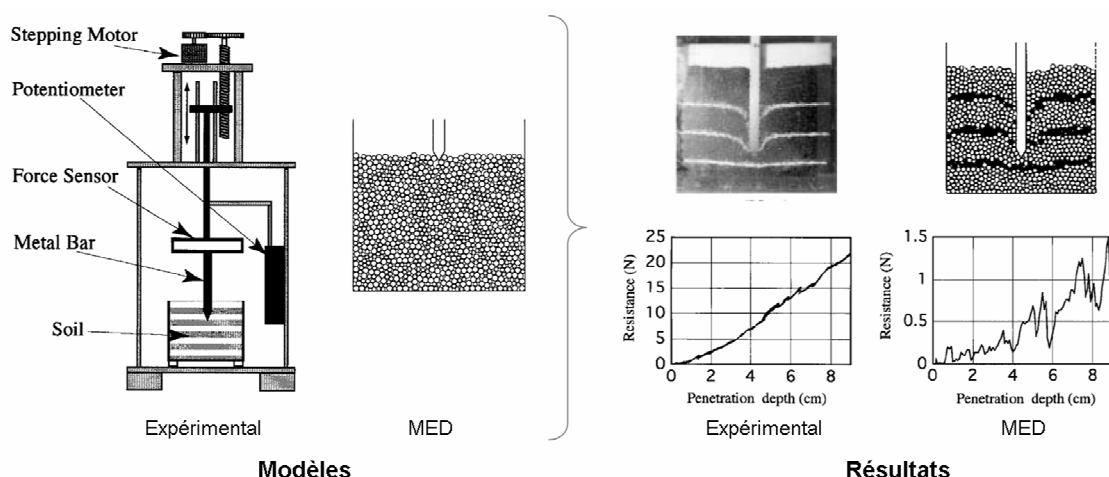 Stepping Motor
Potentiometer
Force Sensor
Metal Bar
Soil
Expérimental
MED
Modèles
25
20
15
10
5
0
Resistance (N)
0 2 4 6 8
Penetration depth (cm)
Expérimental
1.5
1
0.5
0
Resistance (N)
0 2 4 6 8
Penetration depth (cm)
MED
Résultats